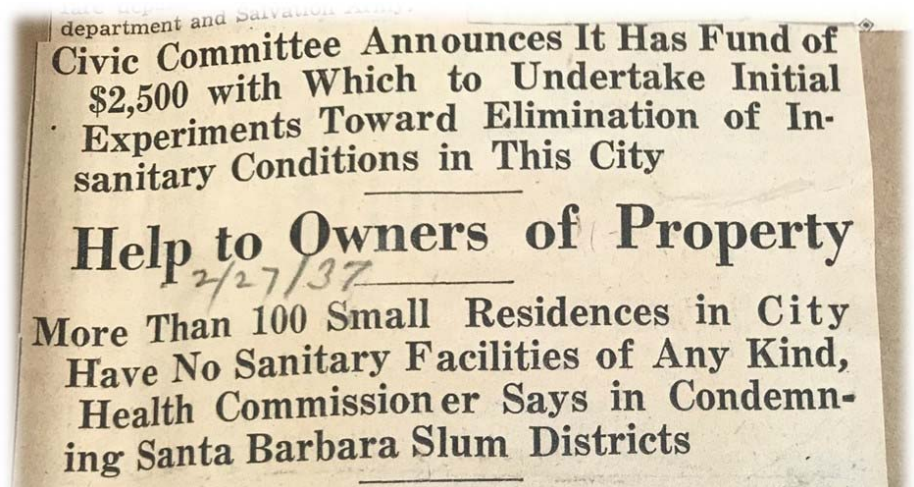 department and Salvation Army.
Civic Committee Announces It Has Fund of
$2,500 with Which to Undertake Initial
Experiments Toward Elimination of In-
sanitary Conditions in This City
Help to Owners of Property
2/27/37
More Than 100 Small Residences in City
Have No Sanitary Facilities of Any Kind,
Health Commissioner Says in Condemn-
ing Santa Barbara Slum Districts